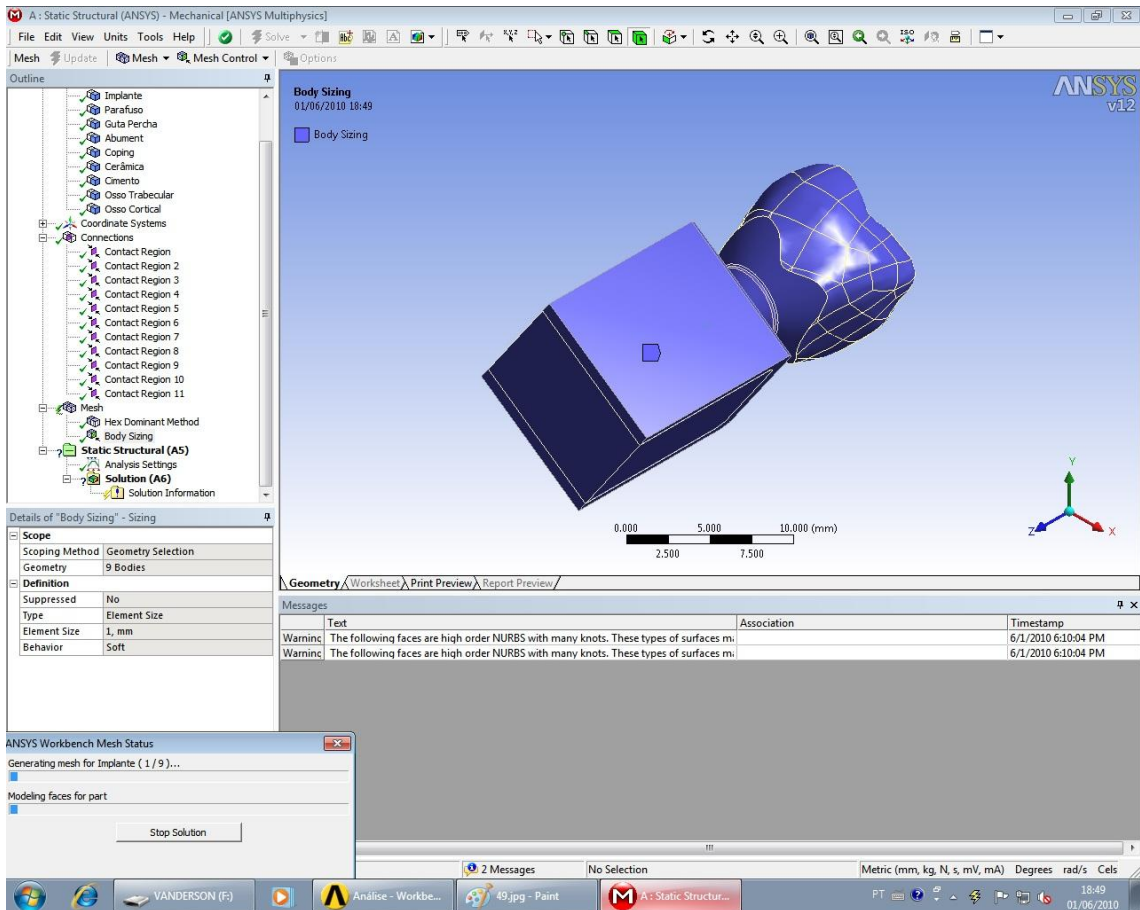 A : Static Structural (ANSYS) - Mechanical [ANSYS Multiphysics]
File Edit View Units Tools Help Solve
Mesh Update Mesh Mesh Control Options
Outline
Implante
Parafuso
Guta Percha
Abument
Coping
Cerâmica
Cimento
Osso Trabecular
Osso Cortical
Coordinate Systems
Connections
Contact Region
Contact Region 2
Contact Region 3
Contact Region 4
Contact Region 5
Contact Region 6
Contact Region 7
Contact Region 8
Contact Region 9
Contact Region 10
Contact Region 11
Mesh
Hex Dominant Method
Body Sizing
Static Structural (A5)
Analysis Settings
Solution (A6)
Solution Information
Details of "Body Sizing" - Sizing
Scope
Scoping Method Geometry Selection
Geometry 9 Bodies
Definition
Suppressed No
Type Element Size
Element Size 1, mm
Behavior Soft
Body Sizing
01/06/2010 18:49
Body Sizing
ANSYS
v12
0.000 5.000 10.000 (mm)
2.500 7.500
Y
Z X
Geometry Worksheet Print Preview Report Preview
Messages
Text Association Timestamp
Warning The following faces are high order NURBS with many knots. These types of surfaces m 6/1/2010 6:10:04 PM
Warning The following faces are high order NURBS with many knots. These types of surfaces m 6/1/2010 6:10:04 PM
ANSYS Workbench Mesh Status
Generating mesh for Implante ( 1 / 9 )...
Modeling faces for part
Stop Solution
2 Messages No Selection Metric (mm, kg, N, s, mV, mA) Degrees rad/s Cels
VANDERSON (F:) Análise - Workbe... 49.jpg - Paint A : Static Structur... PT 18:49
01/06/2010